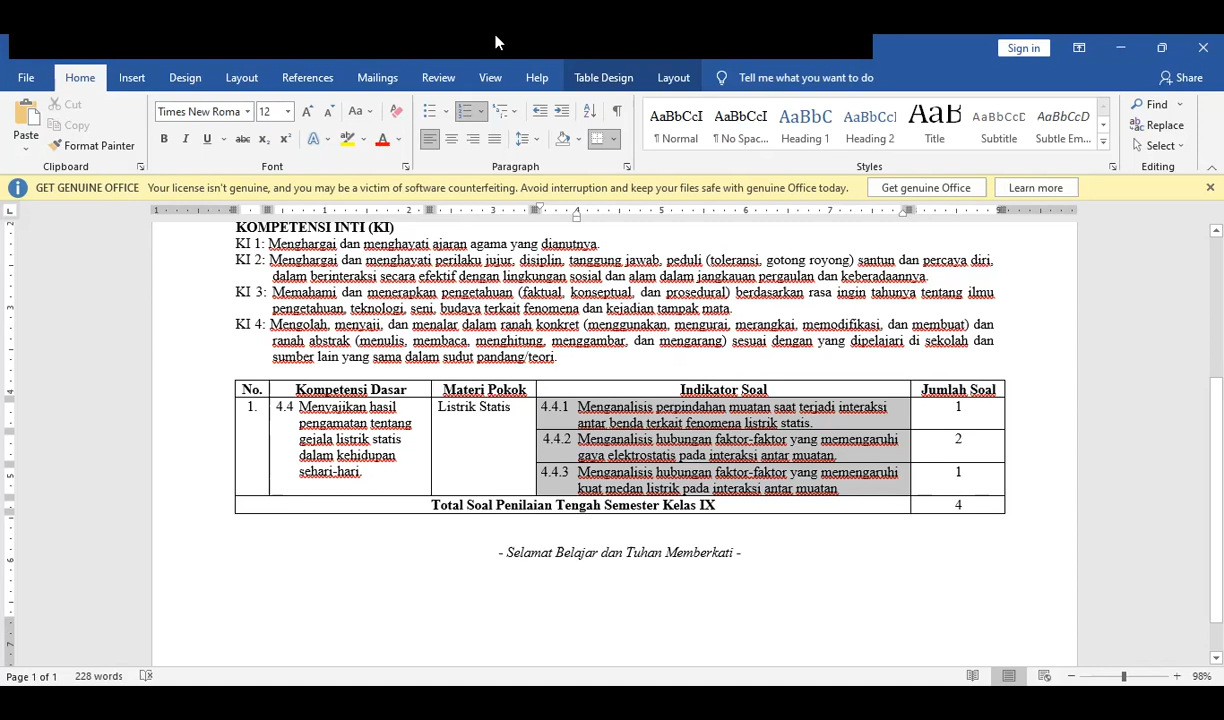 Sign in
File Home Insert Design Layout References Mailings Review View Help Table Design Layout Tell me what you want to do Share
Paste
Cut
Copy
Format Painter
Clipboard
Times New Roma 12
Font
Paragraph
AaBbCcI AaBbCcI AaBbC AaBbCcl AaB AaBbCcD AaBbCcD
¶ Normal ¶ No Spac... Heading 1 Heading 2 Title Subtitle Subtle Em...
Styles
Find
Replace
Select
Editing
GET GENUINE OFFICE Your license isn't genuine, and you may be a victim of software counterfeiting. Avoid interruption and keep your files safe with genuine Office today. Get genuine Office Learn more
KOMPETENSI INTI (KI)
KI 1: Menghargai dan menghayati ajaran agama yang dianutnya.
KI 2: Menghargai dan menghayati perilaku jujur, disiplin, tanggung jawab, peduli (toleransi, gotong royong) santun dan percaya diri,
dalam berinteraksi secara efektif dengan lingkungan sosial dan alam dalam jangkauan pergaulan dan keberadaannya.
KI 3: Memahami dan menerapkan pengetahuan (faktual, konseptual, dan prosedural) berdasarkan rasa ingin tahunya tentang ilmu
pengetahuan, teknologi, seni, budaya terkait fenomena dan kejadian tampak mata.
KI 4: Mengolah, menyaji, dan menalar dalam ranah konkret (menggunakan, mengurai, merangkai, memodifikasi, dan membuat) dan
ranah abstrak (menulis, membaca, menghitung, menggambar, dan mengarang) sesuai dengan yang dipelajari di sekolah dan
sumber lain yang sama dalam sudut pandang/teori.
No. Kompetensi Dasar Materi Pokok Indikator Soal Jumlah Soal
1. 4.4 Menyajikan hasil
pengamatan tentang
gejala listrik statis
dalam kehidupan
sehari-hari.
Listrik Statis
4.4.1 Menganalisis perpindahan muatan saat terjadi interaksi
antar benda terkait fenomena listrik statis.
1
4.4.2 Menganalisis hubungan faktor-faktor yang memengaruhi
gaya elektrostatis pada interaksi antar muatan.
2
4.4.3 Menganalisis hubungan faktor-faktor yang memengaruhi
kuat medan listrik pada interaksi antar muatan
1
Total Soal Penilaian Tengah Semester Kelas IX 4
- Selamat Belajar dan Tuhan Memberkati -
Page 1 of 1 228 words 98%